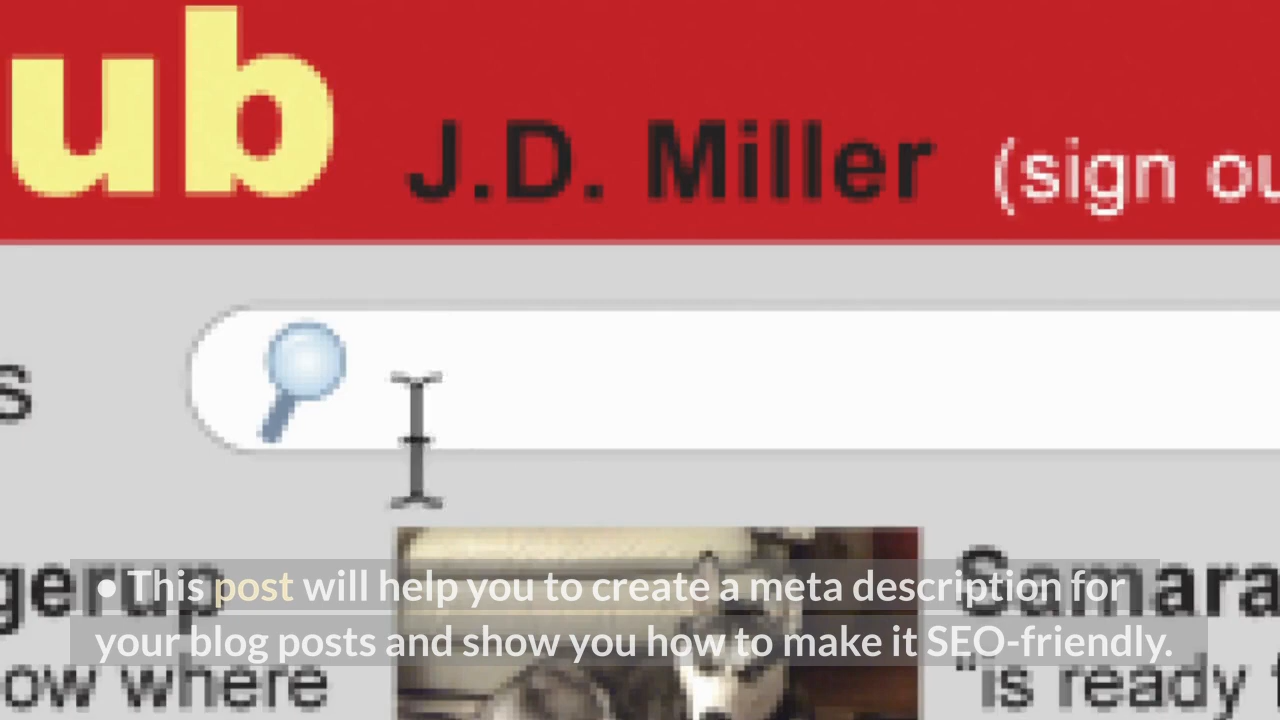 ub J.D. Miller (sign ou
s
gerup Samara
• This post will help you to create a meta description for
your blog posts and show you how to make it SEO-friendly.
ow where "is ready f